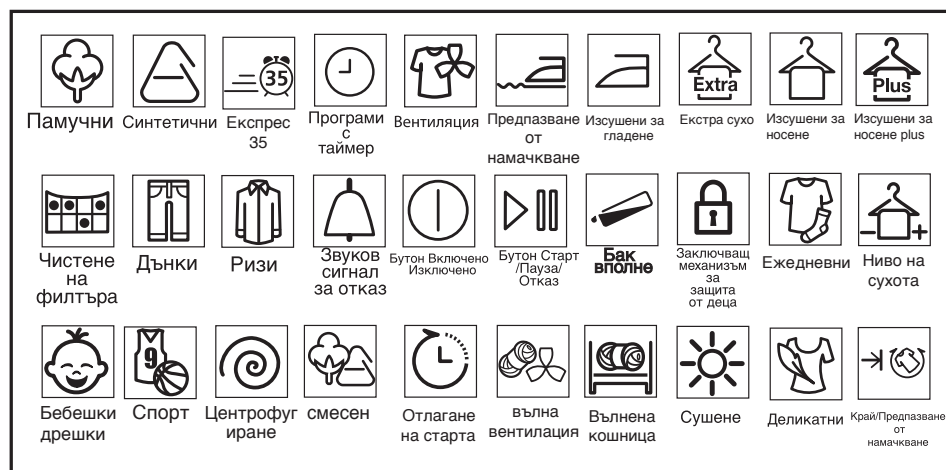 35
Extra
Plus
Памучни
Синтетични
Експрес
35
Програми
с
таймер
Вентиляция
Предпазване
от
намачкване
Изсушени за
гладене
Екстра сухо
Изсушени за
носене
Изсушени за
носене plus
Чистене
на
филтъра
Дънки
Ризи
Звуков
сигнал
за отказ
Бутон Включено
Изключено
Бутон Старт
/Пауза/
Отказ
Бак
вполне
Заключващ
механизъм
за
защита
от деца
Ежедневни
Ниво на
сухота
9
Бебешки
дрешки
Спорт
Центрофуг
иране
смесен
Отлагане
на старта
вълна
вентилация
Вълнена
кошница
Сушене
Деликатни
Край/Предпазване
от
намачкване